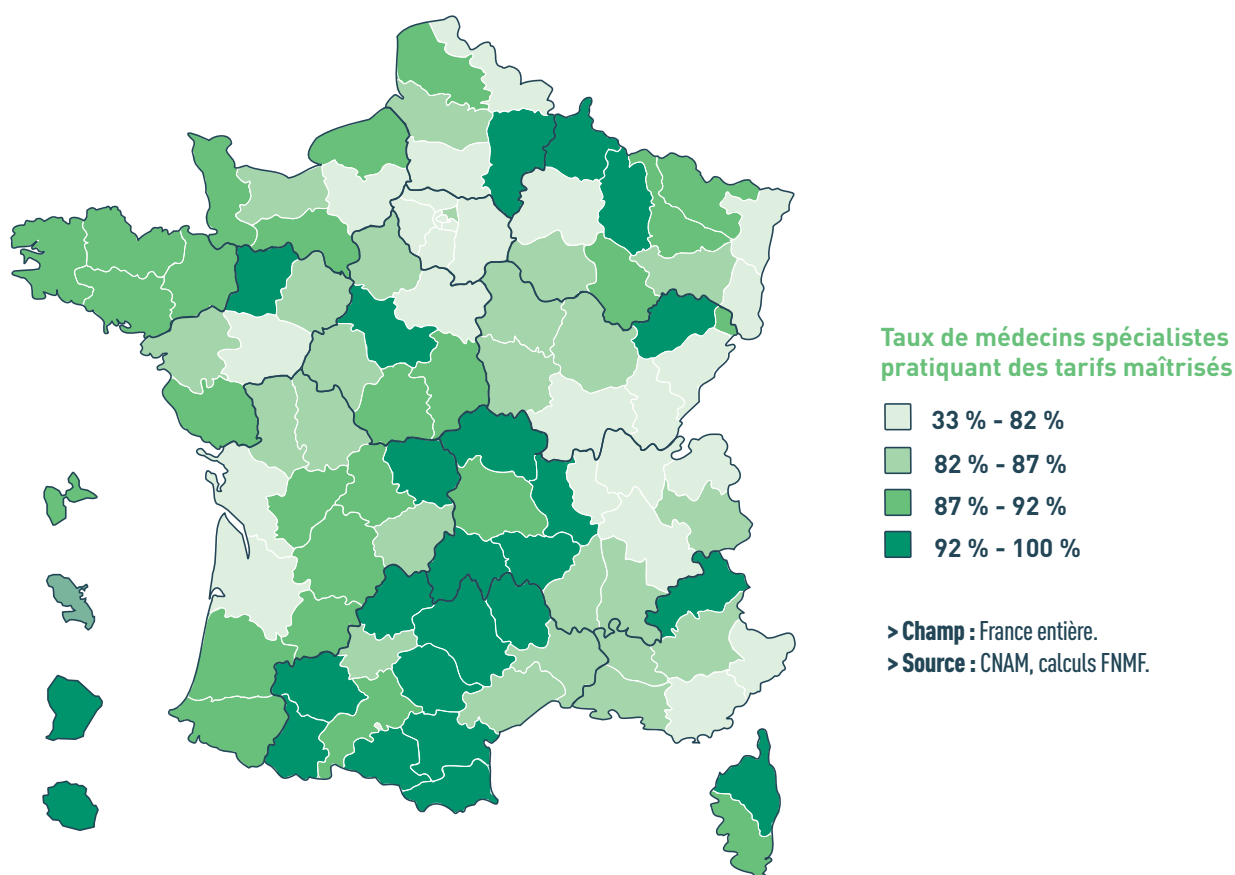 Taux de médecins spécialistes
pratiquant des tarifs maîtrisés
33 % - 82 %
82 % - 87 %
87 % - 92 %
92 % - 100 %
> Champ : France entière.
> Source : CNAM, calculs FNMF.